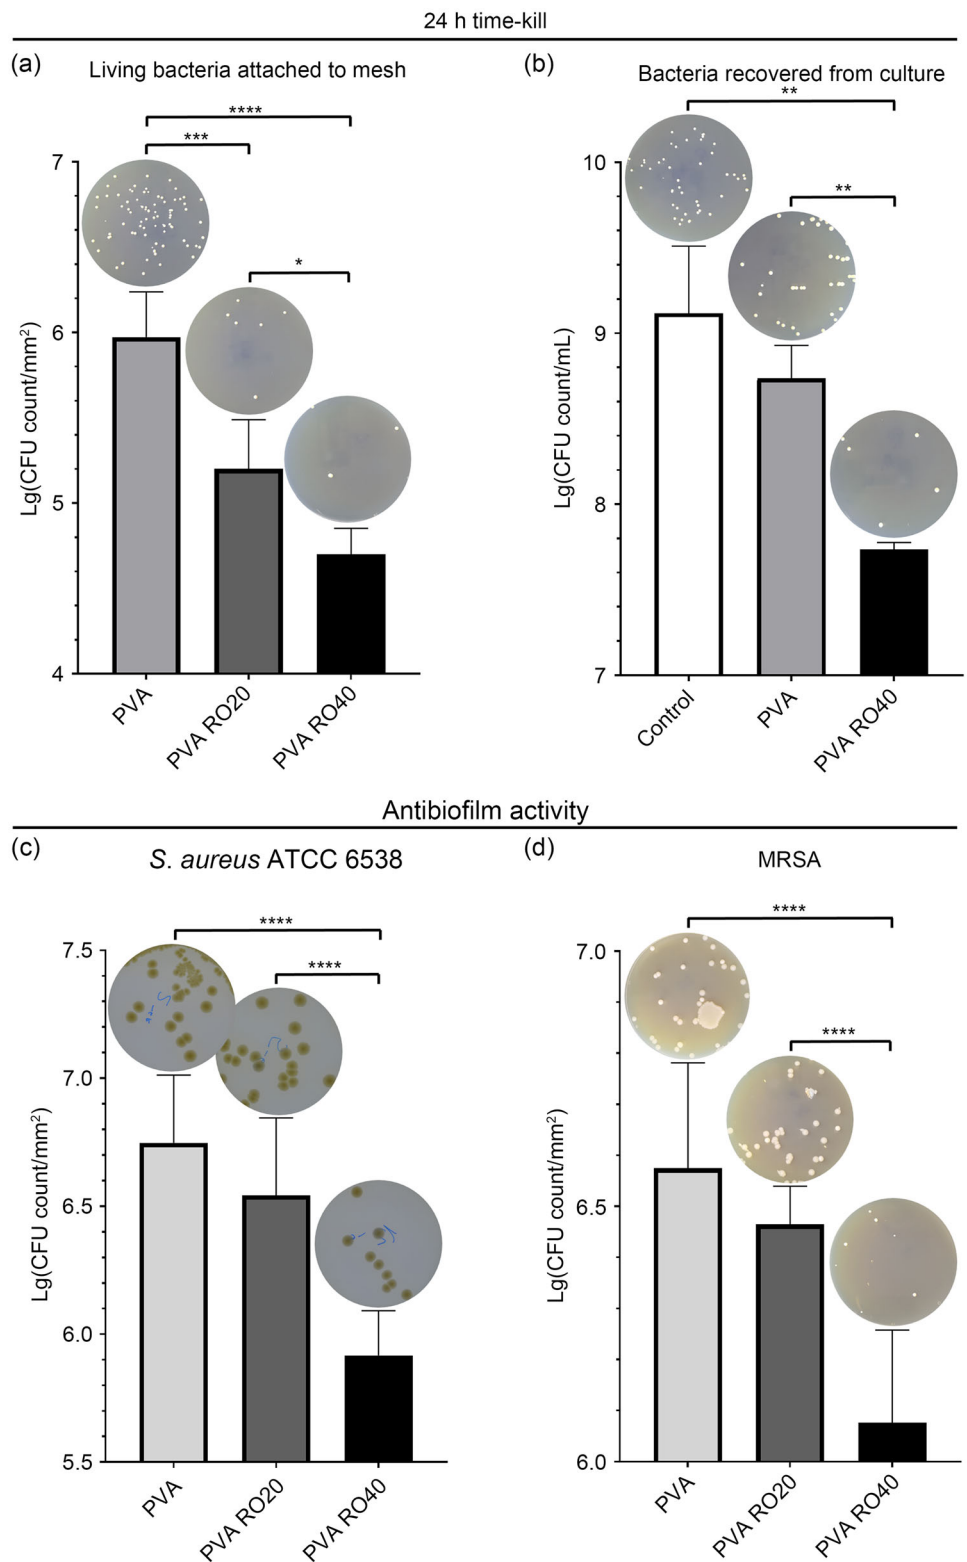 24 h time-kill
(a)
Living bacteria attached to mesh
****
***
*
7
6
5
4
Lg(CFU count/mm²)
PVA
PVA RO20
PVA RO40
(b)
Bacteria recovered from culture
**
**
10
9
8
7
Lg(CFU count/mL)
Control
PVA
PVA RO40
Antibiofilm activity
(c)
S. aureus ATCC 6538
****
****
7.5
7.0
6.5
6.0
5.5
Lg(CFU count/mm²)
PVA
PVA RO20
PVA RO40
(d)
MRSA
****
****
7.0
6.5
6.0
Lg(CFU count/mm²)
PVA
PVA RO20
PVA RO40